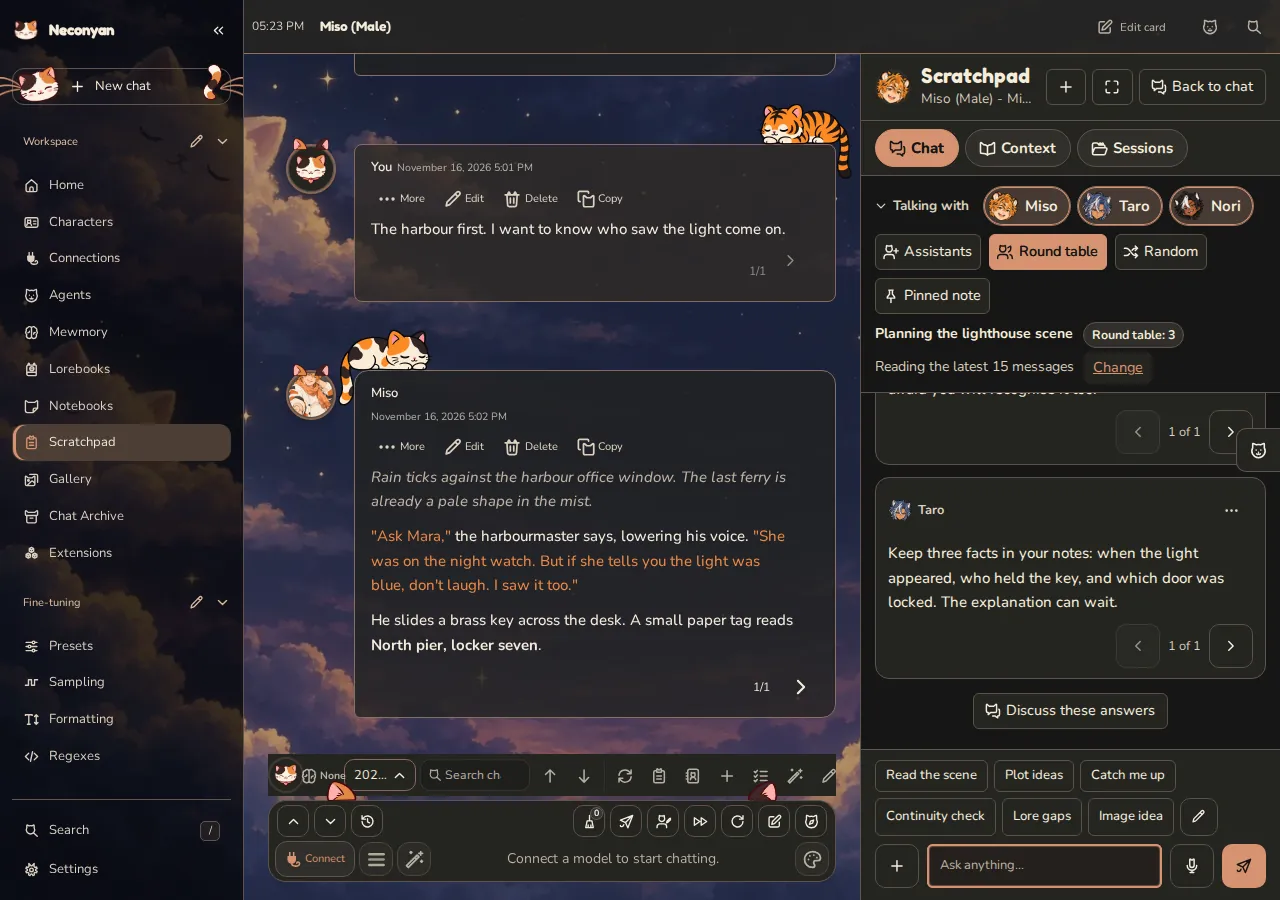 Neconyan
New chat
Workspace
Home
Characters
Connections
Agents
Mewmory
Lorebooks
Notebooks
Scratchpad
Gallery
Chat Archive
Extensions
Fine-tuning
Presets
Sampling
Formatting
Regexes
Search /
Settings
05:23 PM Miso (Male)
Edit card
You November 16, 2026 5:01 PM
More Edit Delete Copy
The harbour first. I want to know who saw the light come on.
1/1
Miso
November 16, 2026 5:02 PM
More Edit Delete Copy
Rain ticks against the harbour office window. The last ferry is
already a pale shape in the mist.
"Ask Mara," the harbourmaster says, lowering his voice. "She
was on the night watch. But if she tells you the light was
blue, don't laugh. I saw it too."
He slides a brass key across the desk. A small paper tag reads
North pier, locker seven.
1/1
None 202... Search ch
0
Connect
Connect a model to start chatting.
Scratchpad
Miso (Male) - Mi...
Back to chat
Chat Context Sessions
Talking with Miso Taro Nori
Assistants Round table Random
Pinned note
Planning the lighthouse scene Round table: 3
Reading the latest 15 messages Change
1 of 1
Taro
Keep three facts in your notes: when the light
appeared, who held the key, and which door was
locked. The explanation can wait.
1 of 1
Discuss these answers
Read the scene Plot ideas Catch me up
Continuity check Lore gaps Image idea
Ask anything...